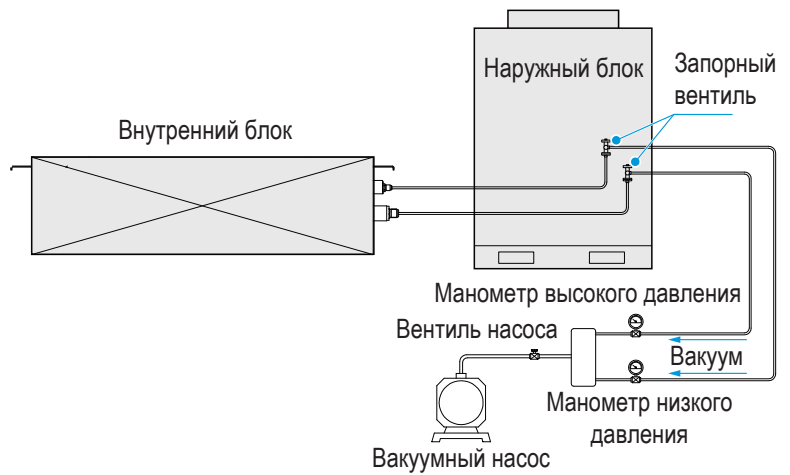 Наружный блок
Запорный
вентиль
Внутренний блок
Манометр высокого давления
Вентиль насоса
Вакуум
Манометр низкого
давления
Вакуумный насос